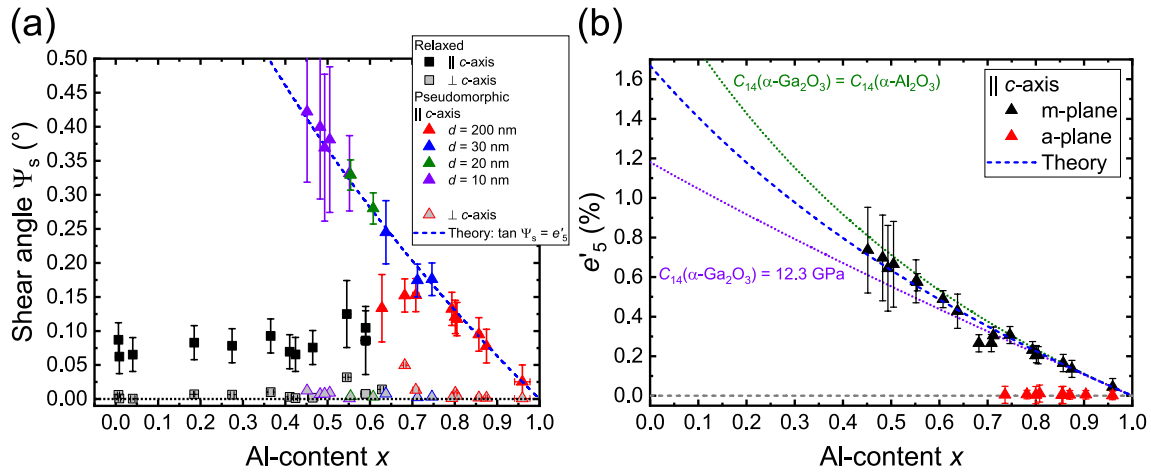 (a)
Shear angle Ψs (°)
0.50
0.45
0.40
0.35
0.30
0.25
0.20
0.15
0.10
0.05
0.00
0.0 0.1 0.2 0.3 0.4 0.5 0.6 0.7 0.8 0.9 1.0
Al-content x
Relaxed
|| c-axis
⊥ c-axis
Pseudomorphic
|| c-axis
d = 200 nm
d = 30 nm
d = 20 nm
d = 10 nm
⊥ c-axis
Theory: tan Ψs = e'5
(b)
e'5 (%)
1.6
1.4
1.2
1.0
0.8
0.6
0.4
0.2
0.0
0.0 0.1 0.2 0.3 0.4 0.5 0.6 0.7 0.8 0.9 1.0
Al-content x
C14(α-Ga2O3) = C14(α-Al2O3)
C14(α-Ga2O3) = 12.3 GPa
|| c-axis
m-plane
a-plane
Theory